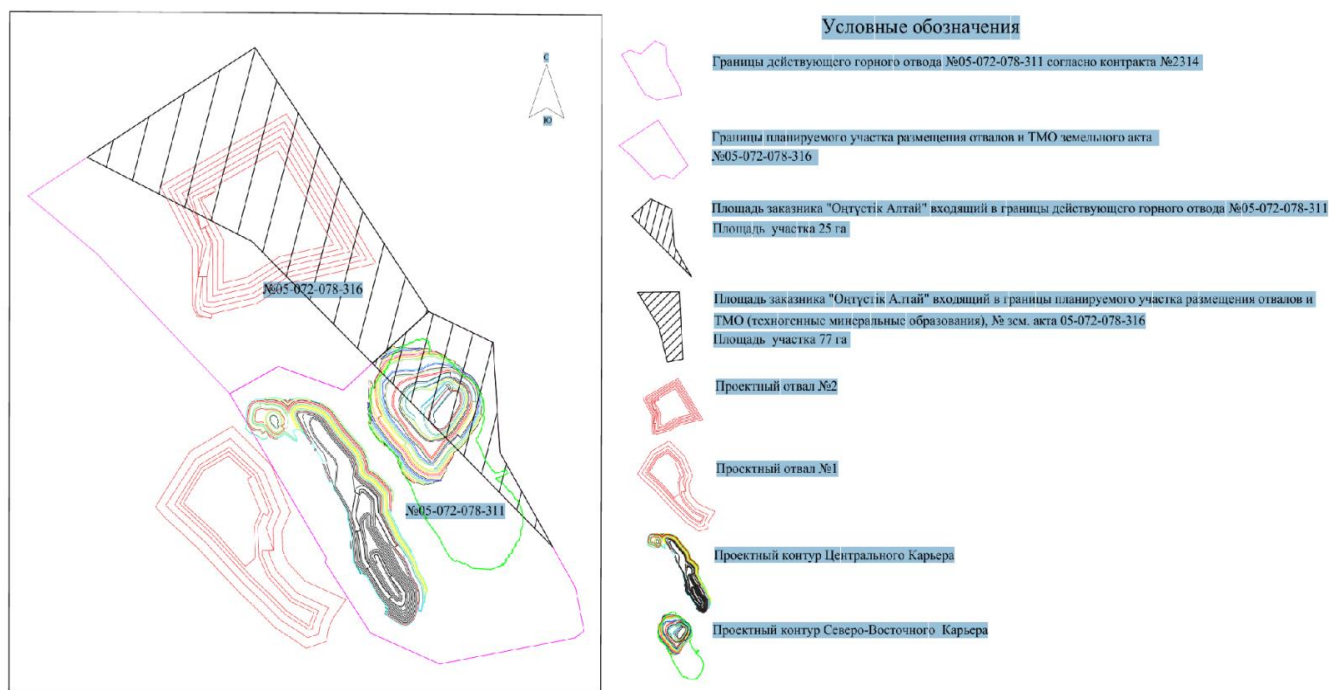 Условные обозначения
С
Ю
Границы действующего горного отвода №05-072-078-311 согласно контракта №2314
Границы планируемого участка размещения отвалов и ТМО земельного акта
№05-072-078-316
Площадь заказника "Оңтүстік Алтай" входящий в границы действующего горного отвода №05-072-078-311
Площадь участка 25 га
№05-072-078-316
Площадь заказника "Оңтүстік Алтай" входящий в границы планируемого участка размещения отвалов и
ТМО (техногенные минеральные образования), № зем. акта 05-072-078-316
Площадь участка 77 га
Проектный отвал №2
Проектный отвал №1
№05-072-078-311
Проектный контур Центрального Карьера
Проектный контур Северо-Восточного Карьера